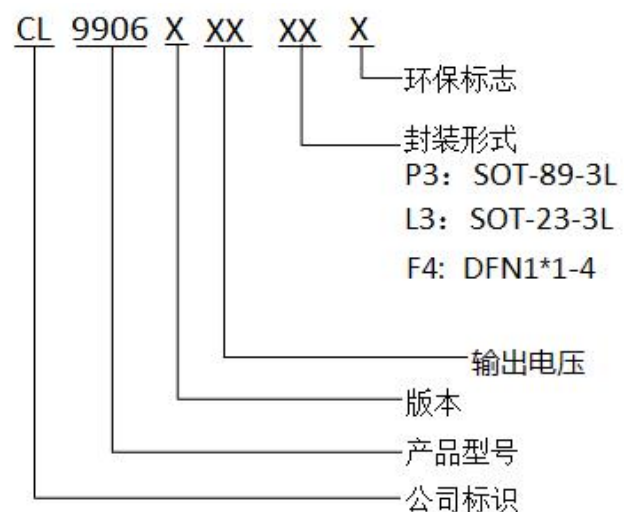 CL 9906 X XX XX X
环保标志
封装形式
P3：SOT-89-3L
L3：SOT-23-3L
F4: DFN1*1-4
输出电压
版本
产品型号
公司标识